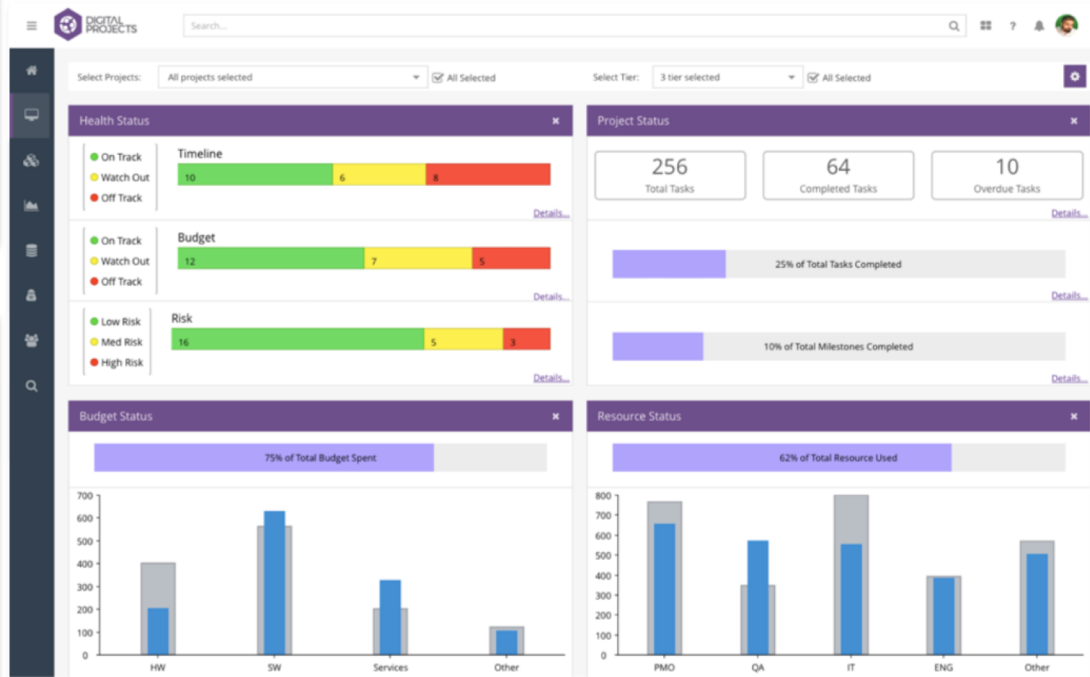 DIGITAL
PROJECTS
Search...
?
Select Projects:
All projects selected
All Selected
Select Tier:
3 tier selected
All Selected
Health Status
On Track
Watch Out
Off Track
Timeline
10 6 8
Details...
On Track
Watch Out
Off Track
Budget
12 7 5
Details...
Low Risk
Med Risk
High Risk
Risk
16 5 3
Details...
Project Status
256
Total Tasks
64
Completed Tasks
10
Overdue Tasks
Details...
25% of Total Tasks Completed
Details...
10% of Total Milestones Completed
Details...
Budget Status
75% of Total Budget Spent
700
600
500
400
300
200
100
0
HW SW Services Other
Resource Status
62% of Total Resource Used
800
700
600
500
400
300
200
100
0
PMO QA IT ENG Other